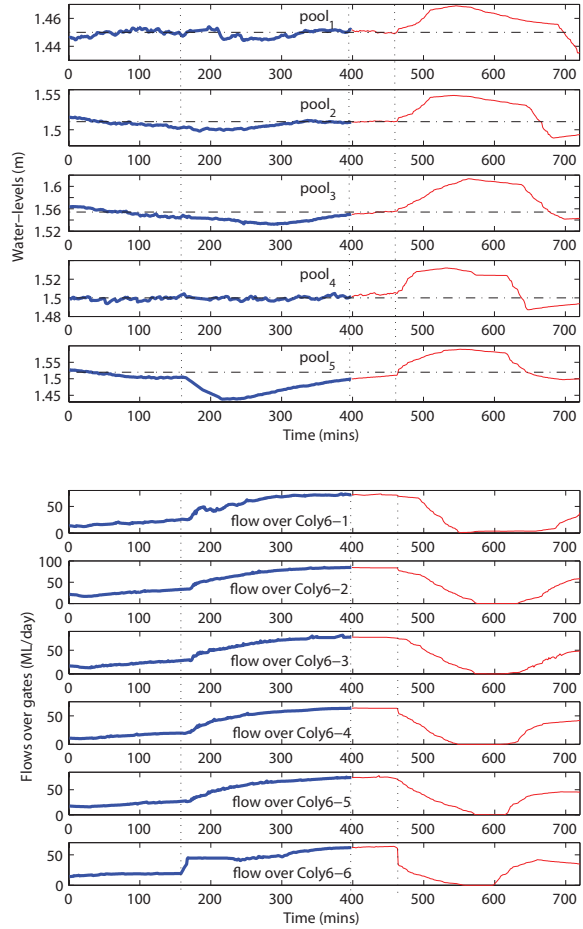 1.46
1.44
pool1
0 100 200 300 400 500 600 700
1.55
1.5
pool2
0 100 200 300 400 500 600 700
Water−levels (m)
1.6
1.56
1.52
pool3
0 100 200 300 400 500 600 700
1.52
1.5
1.48
pool4
0 100 200 300 400 500 600 700
1.55
1.5
1.45
pool5
0 100 200 300 400 500 600 700
Time (mins)
50
0
flow over Coly6−1
0 100 200 300 400 500 600 700
100
50
0
flow over Coly6−2
0 100 200 300 400 500 600 700
Flows over gates (ML/day)
50
0
flow over Coly6−3
0 100 200 300 400 500 600 700
50
0
flow over Coly6−4
0 100 200 300 400 500 600 700
50
0
flow over Coly6−5
0 100 200 300 400 500 600 700
50
0
flow over Coly6−6
0 100 200 300 400 500 600 700
Time (mins)